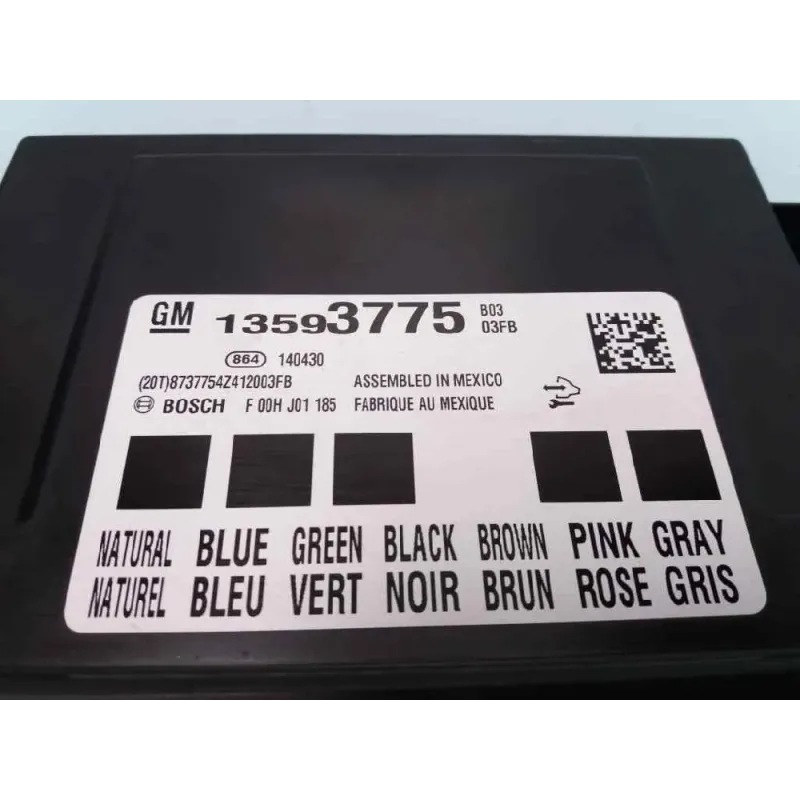 GM 13593775 B03
03FB
864 140430
(20T)8737754Z412003FB ASSEMBLED IN MEXICO
BOSCH F 00H J01 185 FABRIQUE AU MEXIQUE
NATURAL BLUE GREEN BLACK BROWN PINK GRAY
NATUREL BLEU VERT NOIR BRUN ROSE GRIS